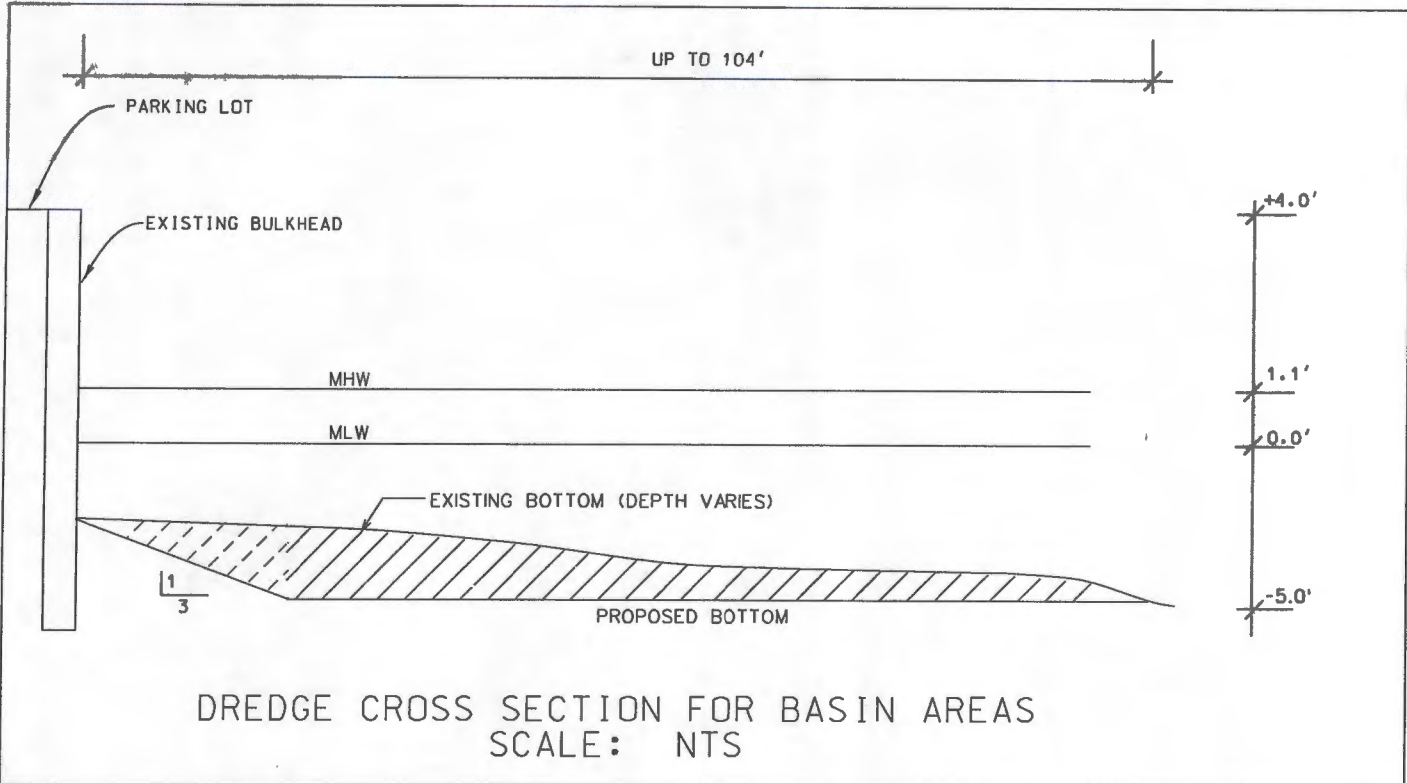 UP TO 104'
PARKING LOT
EXISTING BULKHEAD
+4.0'
MHW
1.1'
MLW
0.0'
EXISTING BOTTOM (DEPTH VARIES)
1
3
PROPOSED BOTTOM
-5.0'
DREDGE CROSS SECTION FOR BASIN AREAS
SCALE: NTS